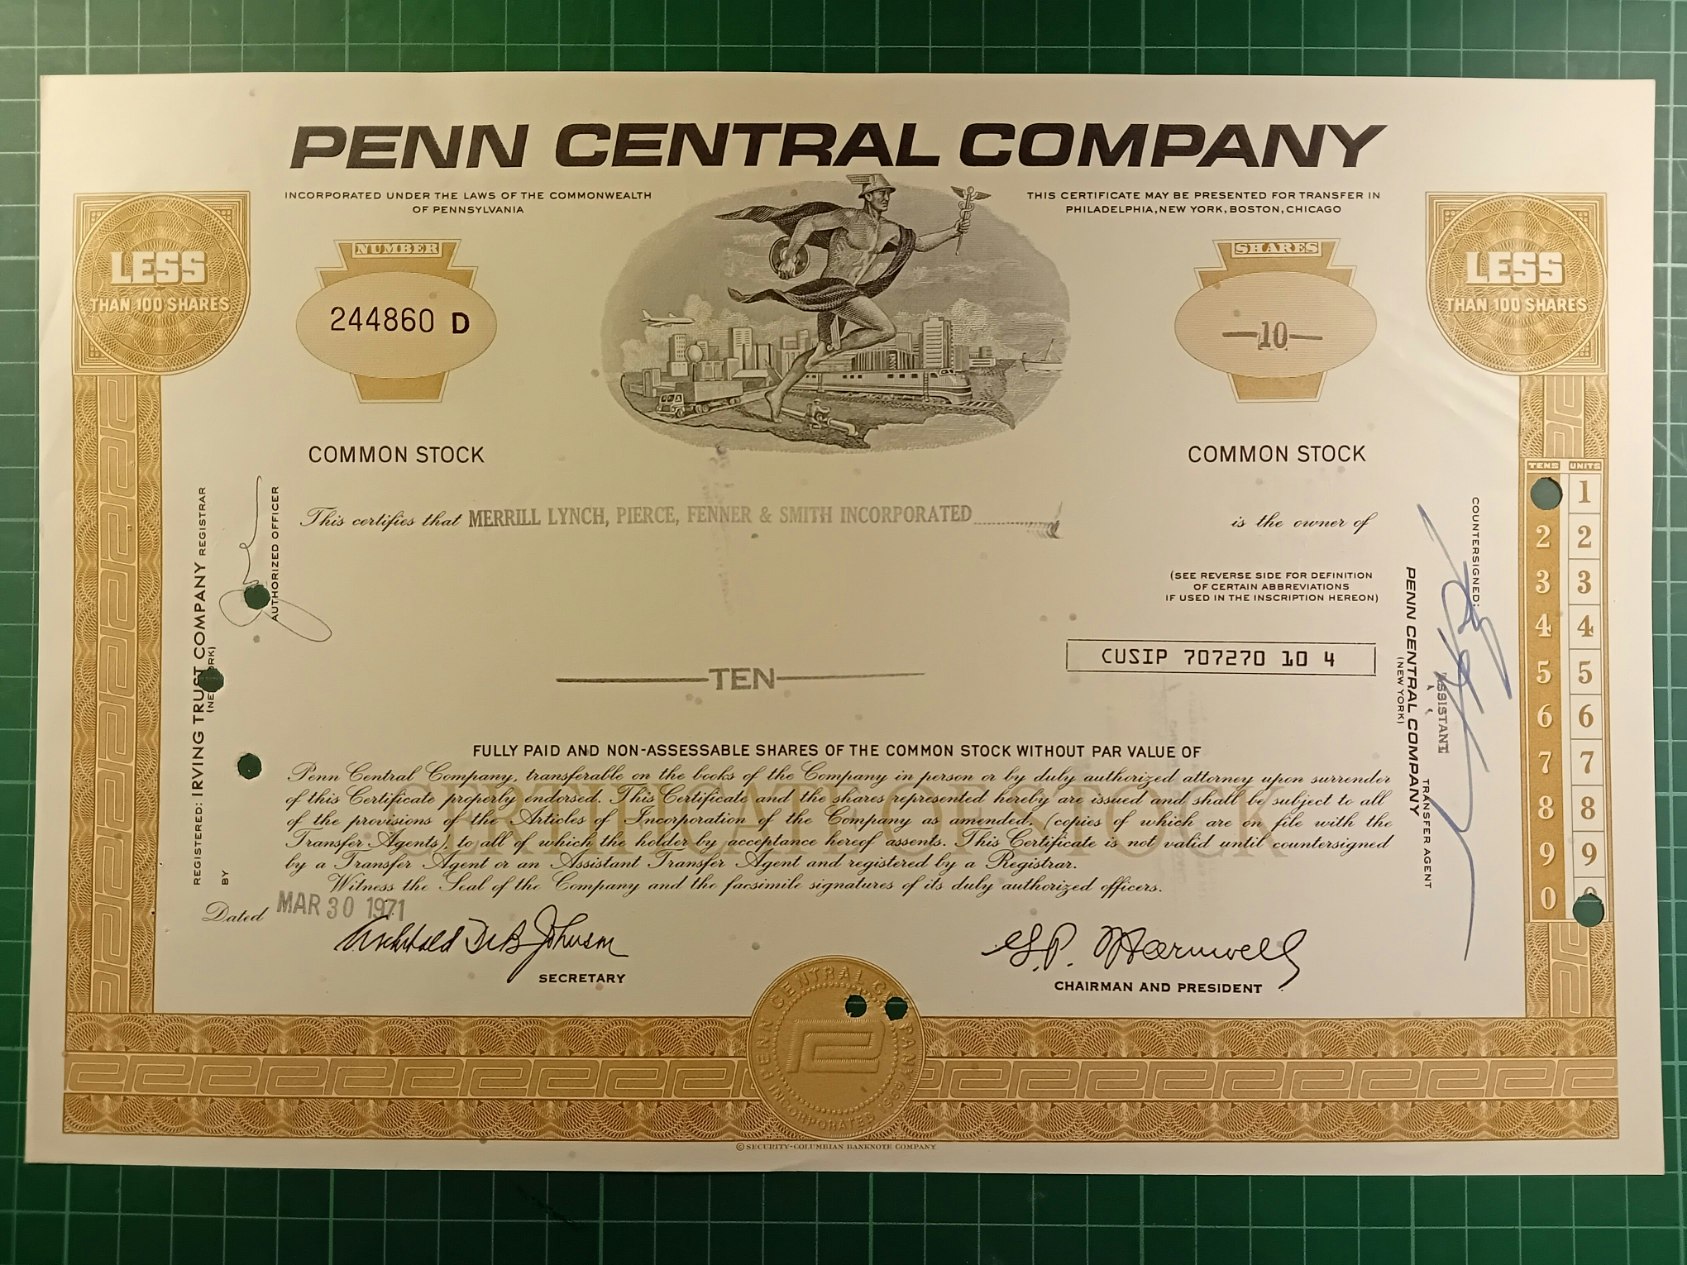 PENN CENTRAL COMPANY
INCORPORATED UNDER THE LAWS OF THE COMMONWEALTH
OF PENNSYLVANIA
THIS CERTIFICATE MAY BE PRESENTED FOR TRANSFER IN
PHILADELPHIA, NEW YORK, BOSTON, CHICAGO
LESS
THAN 100 SHARES
NUMBER
244860 D
SHARES
—10—
LESS
THAN 100 SHARES
COMMON STOCK
COMMON STOCK
This certifies that MERRILL LYNCH, PIERCE, FENNER & SMITH INCORPORATED
is the owner of
(SEE REVERSE SIDE FOR DEFINITION
OF CERTAIN ABBREVIATIONS
IF USED IN THE INSCRIPTION HEREON)
CUSIP 707270 10 4
—TEN—
FULLY PAID AND NON-ASSESSABLE SHARES OF THE COMMON STOCK WITHOUT PAR VALUE OF
Penn Central Company, transferable on the books of the Company in person or by duly authorized attorney upon surrender
of this Certificate properly endorsed. This Certificate and the shares represented hereby are issued and shall be subject to all
of the provisions of the Articles of Incorporation of the Company as amended, (copies of which are on file with the
Transfer Agents), to all of which the holder by acceptance hereof assents. This Certificate is not valid until countersigned
by a Transfer Agent or an Assistant Transfer Agent and registered by a Registrar.
Witness the Seal of the Company and the facsimile signatures of its duly authorized officers.
CERTIFICATE OF STOCK
Dated MAR 30 1971
Archibald DeB Johnson
SECRETARY
CHAIRMAN AND PRESIDENT
PENN CENTRAL COMPANY
INCORPORATED
© SECURITY-COLUMBIAN BANKNOTE COMPANY
REGISTERED: IRVING TRUST COMPANY REGISTRAR
BY
AUTHORIZED OFFICER
COUNTERSIGNED:
ASSISTANT
PENN CENTRAL COMPANY TRANSFER AGENT
(NEW YORK)
TENS UNITS
1
2 2
3 3
4 4
5 5
6 6
7 7
8 8
9 9
0